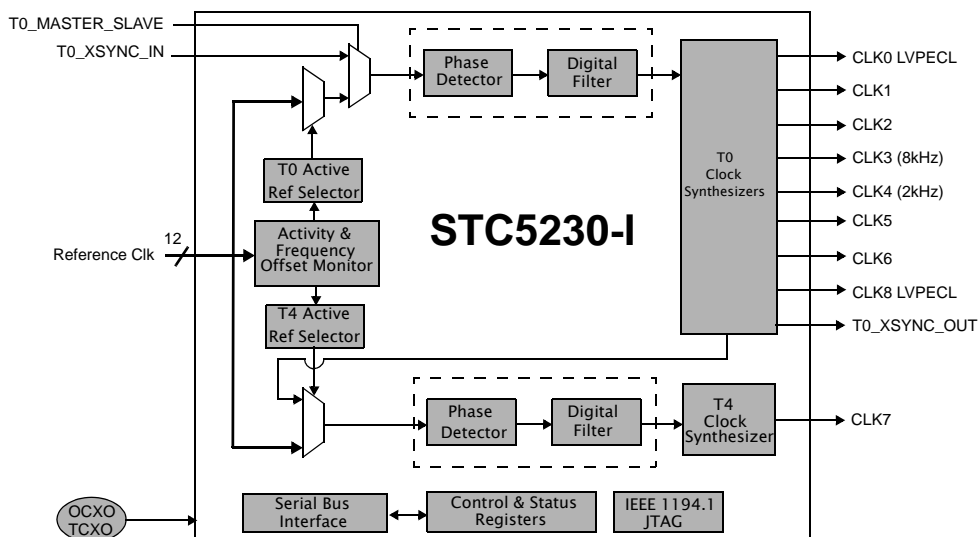 T0_MASTER_SLAVE
T0_XSYNC_IN
Phase
Detector
Digital
Filter
T0
Clock
Synthesizers
CLK0 LVPECL
CLK1
CLK2
CLK3 (8kHz)
CLK4 (2kHz)
CLK5
CLK6
CLK8 LVPECL
T0_XSYNC_OUT
T0 Active
Ref Selector
STC5230-I
Reference Clk
12
Activity &
Frequency
Offset Monitor
T4 Active
Ref Selector
Phase
Detector
Digital
Filter
T4
Clock
Synthesizer
CLK7
OCXO
TCXO
Serial Bus
Interface
Control & Status
Registers
IEEE 1194.1
JTAG